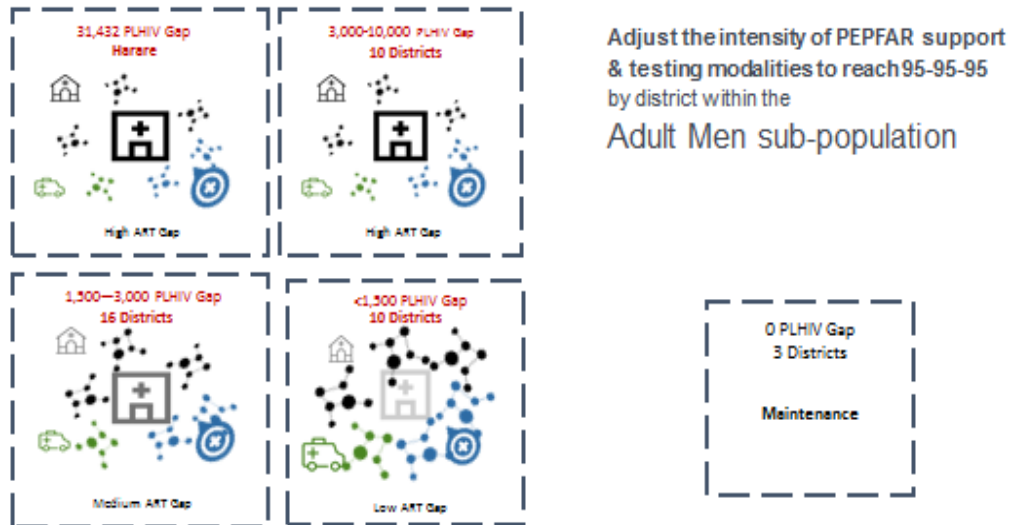 31,432 PLHIV Gap
Harare
High ART Gap
3,000-10,000 PLHIV Gap
10 Districts
High ART Gap
Adjust the intensity of PEPFAR support
& testing modalities to reach 95-95-95
by district within the
Adult Men sub-population
1,500—3,000 PLHIV Gap
16 Districts
Medium ART Gap
<1,500 PLHIV Gap
10 Districts
Low ART Gap
0 PLHIV Gap
3 Districts
Maintenance